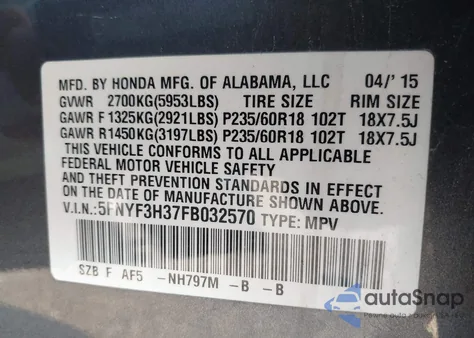 MFD. BY HONDA MFG. OF ALABAMA, LLC 04/'15
GVWR 2700KG(5953LBS) TIRE SIZE RIM SIZE
GAWR F 1325KG(2921LBS) P235/60R18 102T 18X7.5J
GAWR R1450KG(3197LBS) P235/60R18 102T 18X7.5J
THIS VEHICLE CONFORMS TO ALL APPLICABLE
FEDERAL MOTOR VEHICLE SAFETY
AND THEFT PREVENTION STANDARDS IN EFFECT
ON THE DATE OF MANUFACTURE SHOWN ABOVE.
V.I.N.: 5FNYF3H37FB032570 TYPE: MPV
SZB F AF5 -NH797M -B -B
autoSnap